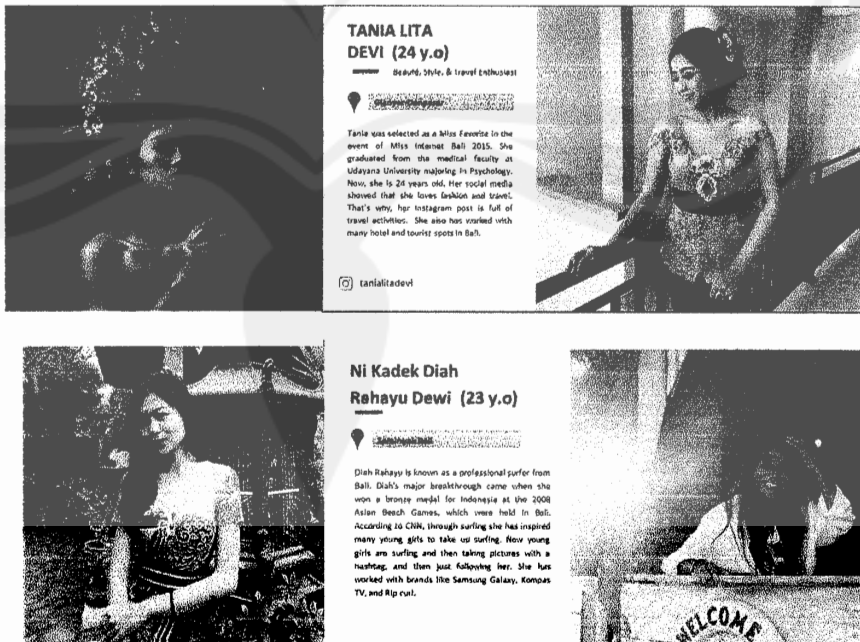 TANIA LITA
DEVI (24 y.o)
Beauté, Style, & Travel Enthusiast
Tania was selected as a Miss Favorite in the
event of Miss Internet Bali 2015. She
graduated from the medical faculty at
Udayana University majoring in Psychology.
Now, she is 24 years old. Her social media
showed that she loves fashion and travel.
That's why, her Instagram post is full of
travel activities. She also has worked with
many hotel and tourist spots in Bali.
tanialitadevi
Ni Kadek Diah
Rahayu Dewi (23 y.o)
Diah Rahayu is known as a professional surfer from
Bali. Diah's major breakthrough came when she
won a bronze medal for Indonesia at the 2008
Asian Beach Games, which were held in Bali.
According to CNN, through surfing she has inspired
many young girls to take up surfing. Now young
girls are surfing and then taking pictures with a
hashtag, and then just following her. She has
worked with brands like Samsung Galaxy, Kompas
TV, and Rip curl.
WELCOME